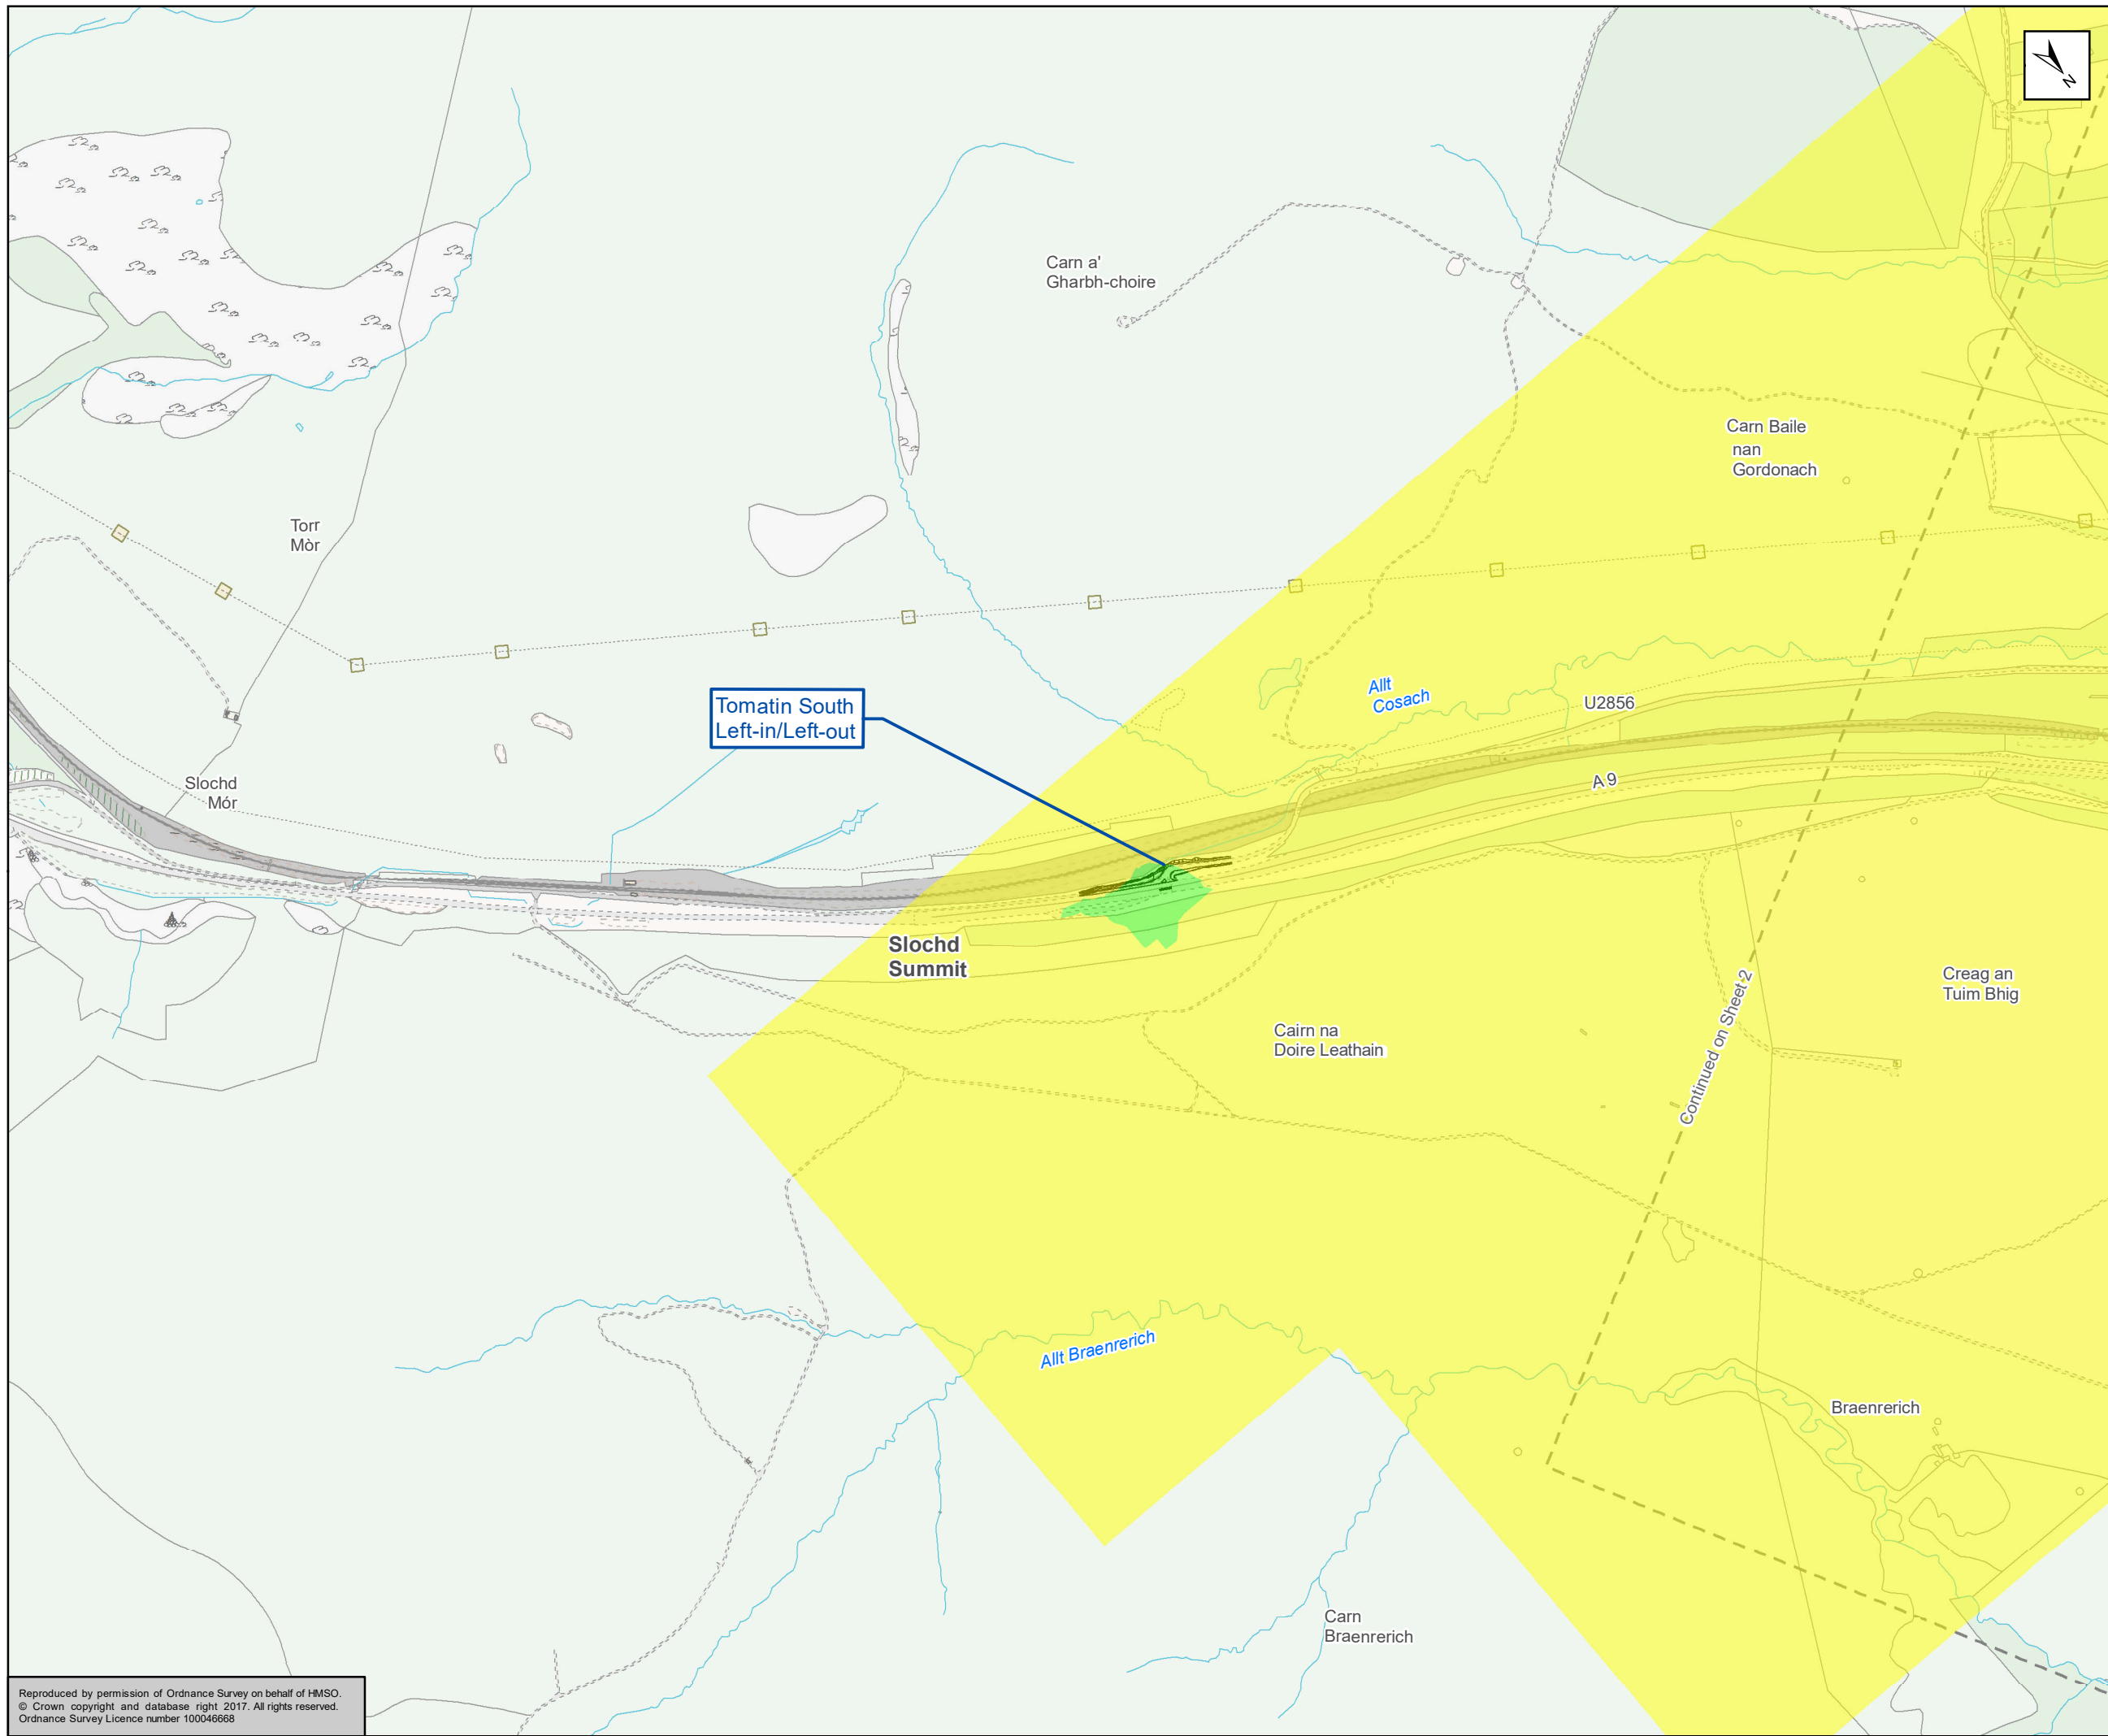 N
Carn a'
Gharbh-choire
Carn Baile
nan
Gordonach
Torr
Mòr
Tomatin South
Left-in/Left-out
Allt
Cosach
U2856
A 9
Slochd
Mór
Slochd
Summit
Creag an
Tuim Bhig
Cairn na
Doire Leathain
Continued on Sheet 2
Allt Braenrerich
Braenrerich
Carn
Braenrerich
Reproduced by permission of Ordnance Survey on behalf of HMSO.
© Crown copyright and database right 2017. All rights reserved.
Ordnance Survey Licence number 100046668